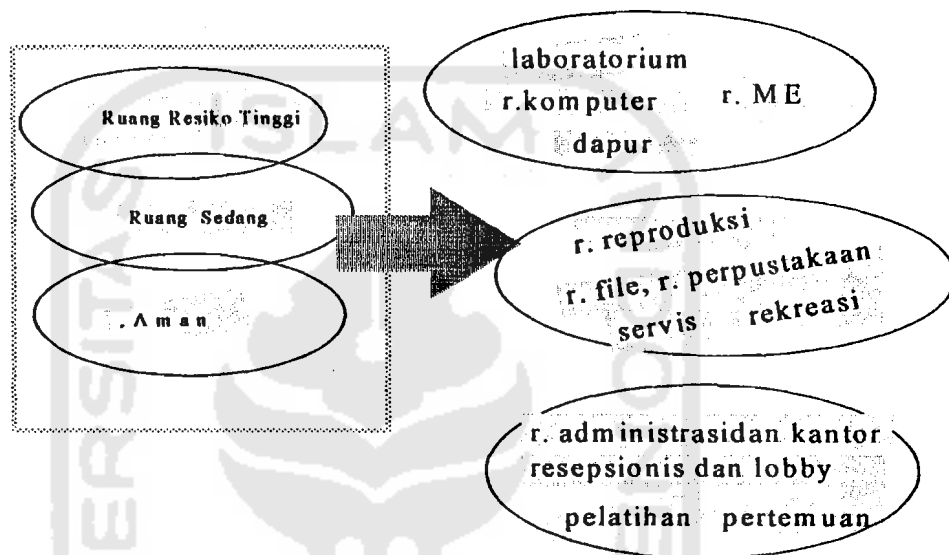 Ruang Resiko Tinggi
Ruang Sedang
. Aman
laboratorium
r.komputer r. ME
dapur
r. reproduksi
r. file, r. perpustakaan
servis rekreasi
r. administrasidan kantor
resepsionis dan lobby
pelatihan pertemuan
ISLAM